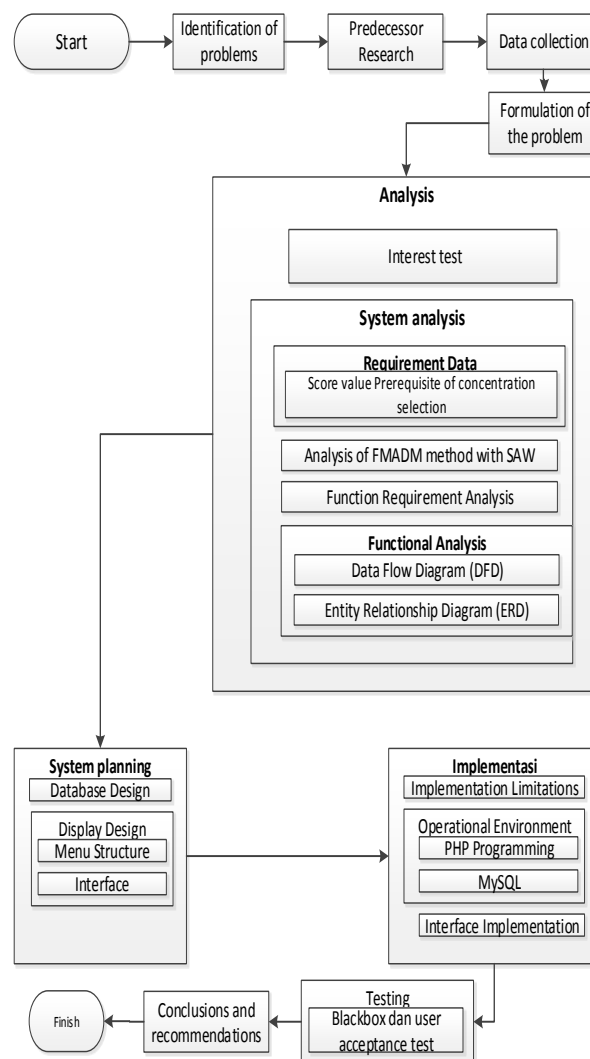 Start
Identification of
problems
Predecessor
Research
Data collection
Formulation of
the problem
Analysis
Interest test
System analysis
Requirement Data
Score value Prerequisite of concentration
selection
Analysis of FMADM method with SAW
Function Requirement Analysis
Functional Analysis
Data Flow Diagram (DFD)
Entity Relationship Diagram (ERD)
System planning
Database Design
Display Design
Menu Structure
Interface
Implementasi
Implementation Limitations
Operational Environment
PHP Programming
MySQL
Interface Implementation
Testing
Blackbox dan user
acceptance test
Conclusions and
recommendations
Finish